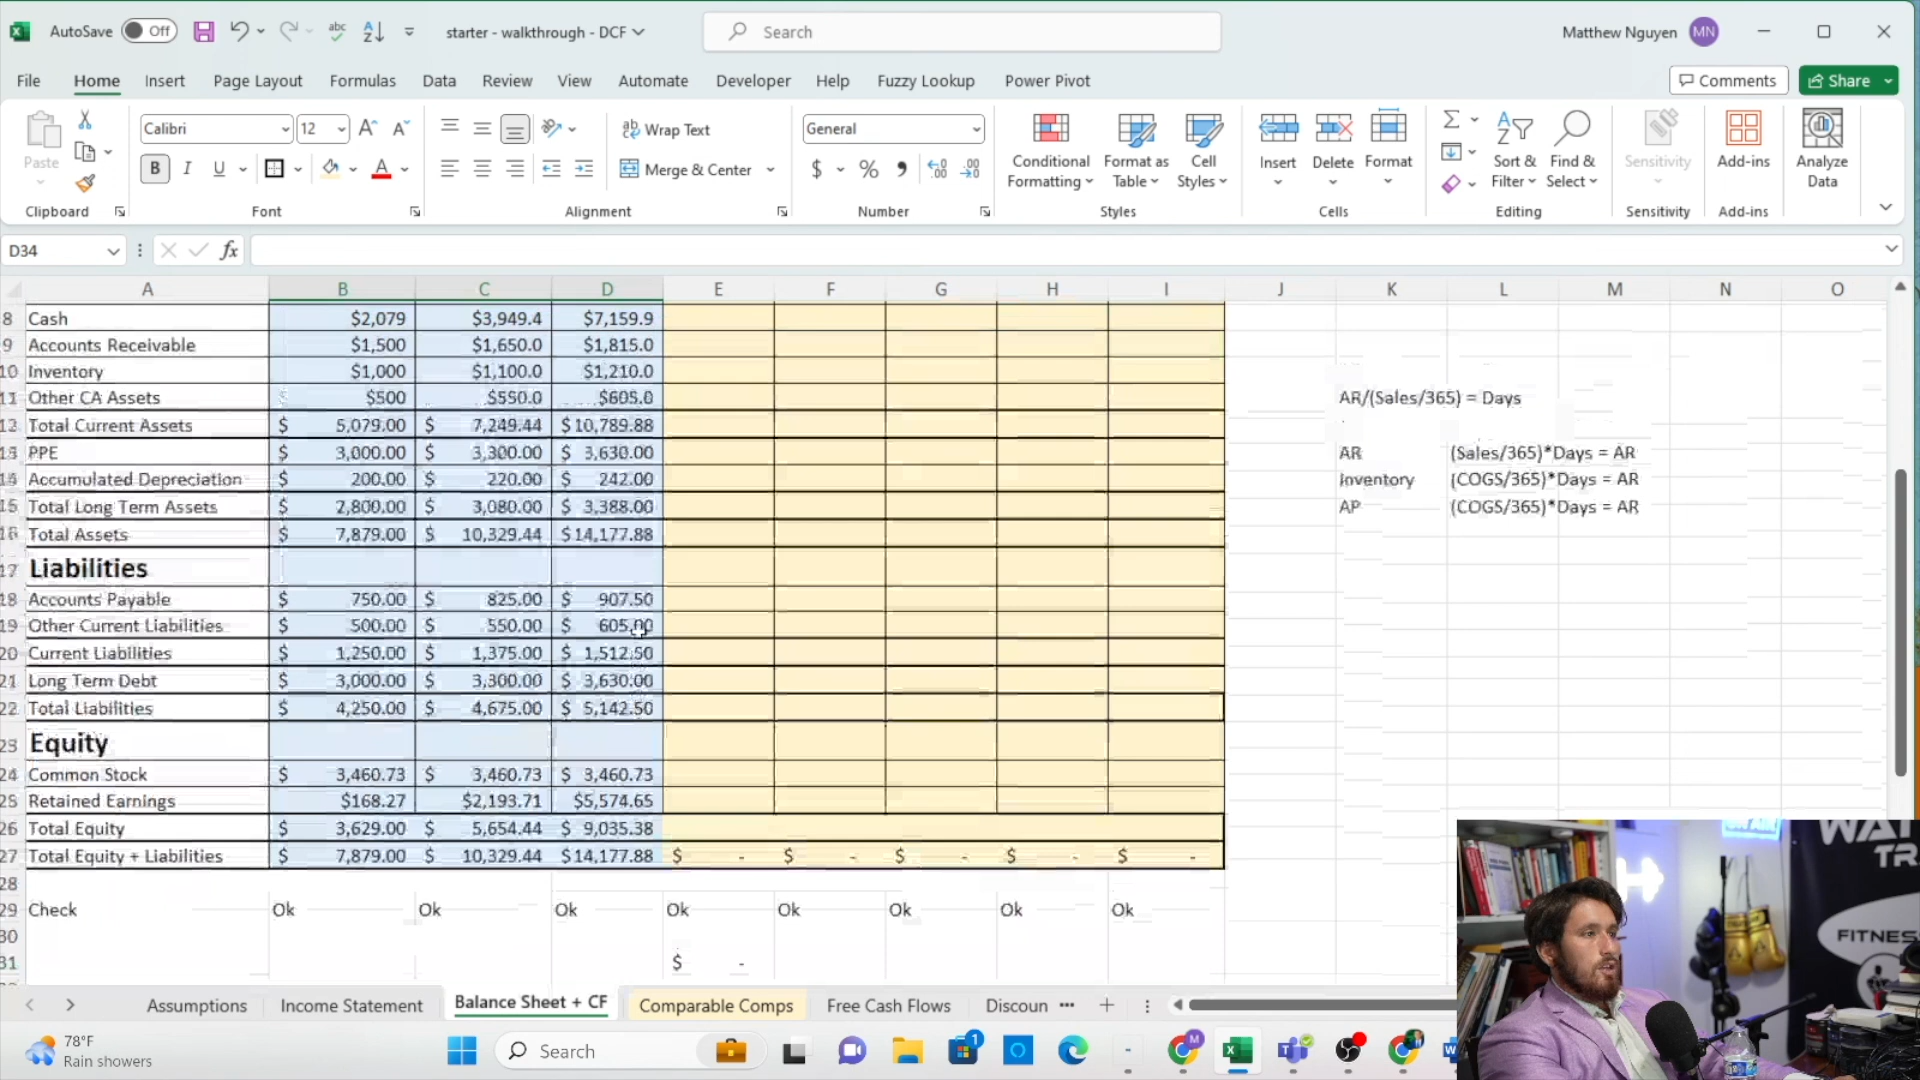 AutoSave Off starter - walkthrough - DCF Search Matthew Nguyen MN
File Home Insert Page Layout Formulas Data Review View Automate Developer Help Fuzzy Lookup Power Pivot Comments Share
Paste Calibri 12 Wrap Text General Conditional Formatting Format as Table Cell Styles Insert Delete Format Sort & Filter Find & Select Sensitivity Add-ins Analyze Data
B I U A Merge & Center $ % ,
Clipboard Font Alignment Number Styles Cells Editing Sensitivity Add-ins
D34 fx
A B C D E F G H I J K L M N O
8 Cash $2,079 $3,949.4 $7,159.9
9 Accounts Receivable $1,500 $1,650.0 $1,815.0
10 Inventory $1,000 $1,100.0 $1,210.0
11 Other CA Assets $500 $550.0 $605.0 AR/(Sales/365) = Days
12 Total Current Assets $ 5,079.00 $ 7,249.44 $10,789.88
13 PPE $ 3,000.00 $ 3,300.00 $ 3,630.00 AR (Sales/365)*Days = AR
14 Accumulated Depreciation $ 200.00 $ 220.00 $ 242.00 Inventory (COGS/365)*Days = AR
15 Total Long Term Assets $ 2,800.00 $ 3,080.00 $ 3,388.00 AP (COGS/365)*Days = AR
16 Total Assets $ 7,879.00 $ 10,329.44 $14,177.88
17 Liabilities
18 Accounts Payable $ 750.00 $ 825.00 $ 907.50
19 Other Current Liabilities $ 500.00 $ 550.00 $ 605.00
20 Current Liabilities $ 1,250.00 $ 1,375.00 $ 1,512.50
21 Long Term Debt $ 3,000.00 $ 3,300.00 $ 3,630.00
22 Total Liabilities $ 4,250.00 $ 4,675.00 $ 5,142.50
23 Equity
24 Common Stock $ 3,460.73 $ 3,460.73 $ 3,460.73
25 Retained Earnings $168.27 $2,193.71 $5,574.65
26 Total Equity $ 3,629.00 $ 5,654.44 $ 9,035.38
27 Total Equity + Liabilities $ 7,879.00 $ 10,329.44 $14,177.88 $ - $ - $ - $ - $ -
28
29 Check Ok Ok Ok Ok Ok Ok Ok Ok
30
31 $ -
Assumptions Income Statement Balance Sheet + CF Comparable Comps Free Cash Flows Discoun ...
78°F
Rain showers
Search
FITNESS